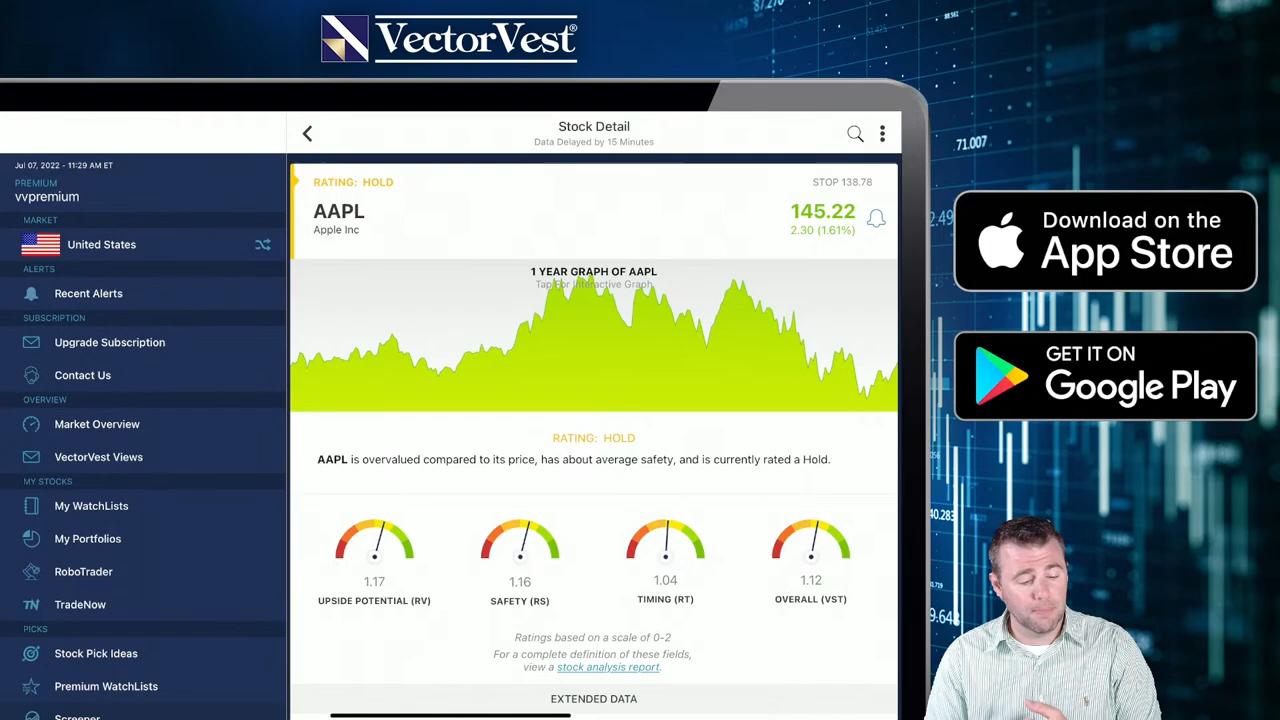 VectorVest®
Stock Detail
Data Delayed by 15 Minutes
Jul 07, 2022 - 11:29 AM ET
PREMIUM
vvpremium
MARKET
United States
ALERTS
Recent Alerts
SUBSCRIPTION
Upgrade Subscription
Contact Us
OVERVIEW
Market Overview
VectorVest Views
MY STOCKS
My WatchLists
My Portfolios
RoboTrader
TN TradeNow
PICKS
Stock Pick Ideas
Premium WatchLists
Screener
RATING: HOLD
STOP 138.78
AAPL
145.22
Apple Inc
2.30 (1.61%)
1 YEAR GRAPH OF AAPL
Tap For Interactive Graph
RATING: HOLD
AAPL is overvalued compared to its price, has about average safety, and is currently rated a Hold.
1.17
UPSIDE POTENTIAL (RV)
1.16
SAFETY (RS)
1.04
TIMING (RT)
1.12
OVERALL (VST)
Ratings based on a scale of 0-2
For a complete definition of these fields,
view a stock analysis report.
EXTENDED DATA
Download on the
App Store
GET IT ON
Google Play
71.007
40.283